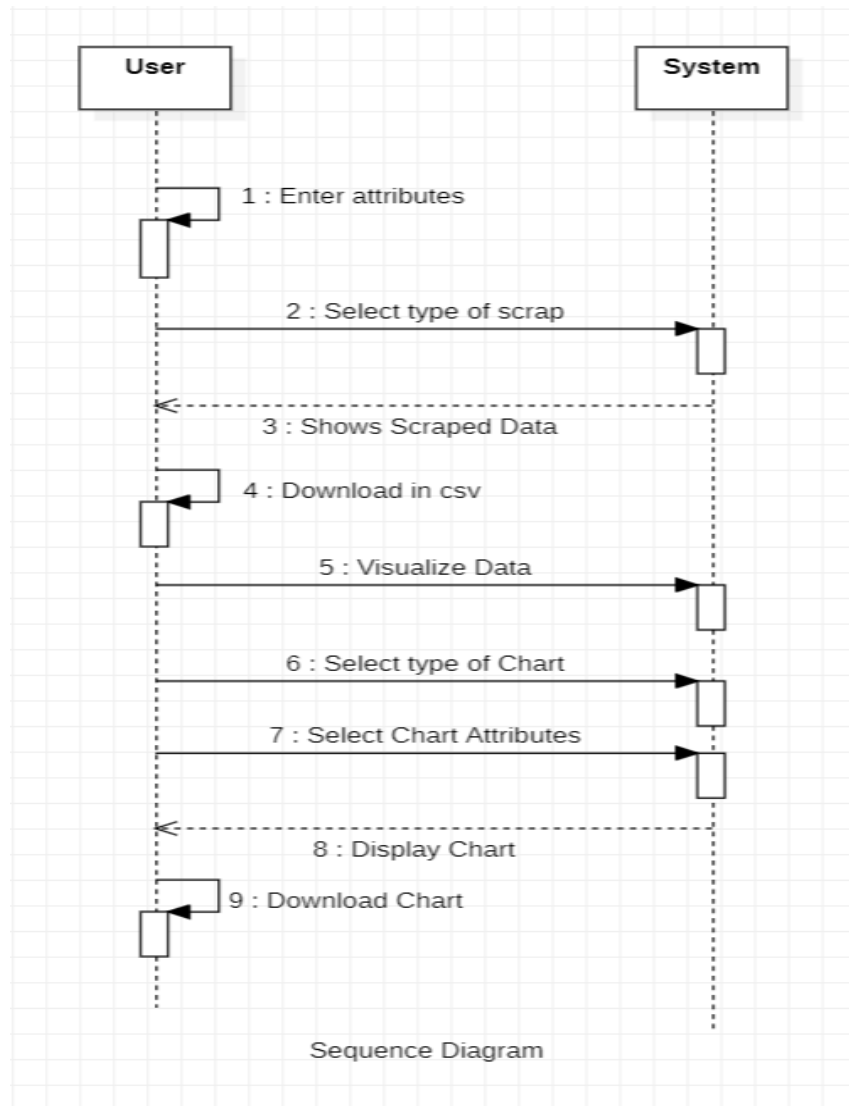 User
System
1 : Enter attributes
2 : Select type of scrap
3 : Shows Scraped Data
4 : Download in csv
5 : Visualize Data
6 : Select type of Chart
7 : Select Chart Attributes
8 : Display Chart
9 : Download Chart
Sequence Diagram